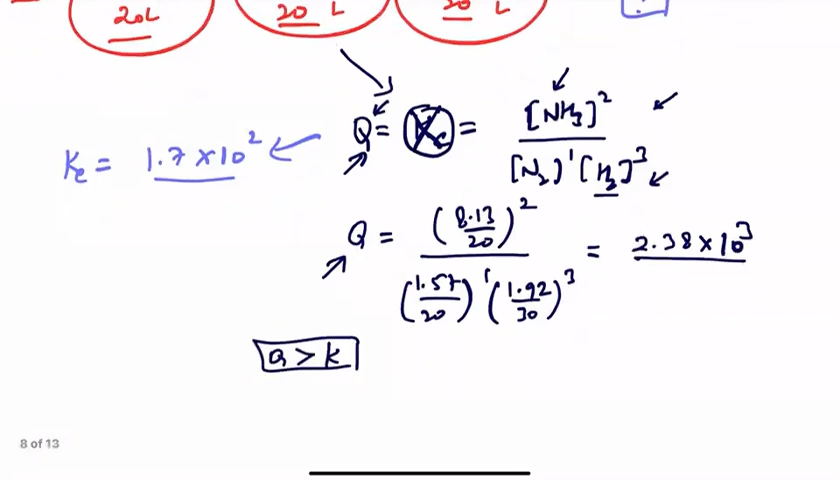 20L 20 L 20 L
Q = Kc = [NH3]^2 / [N2)^1 [H2]^3
Kc = 1.7 × 10^2
Q = (8.13/20)^2 / (1.57/20)^1 (1.92/30)^3 = 2.38 × 10^3
Q > K
8 of 13